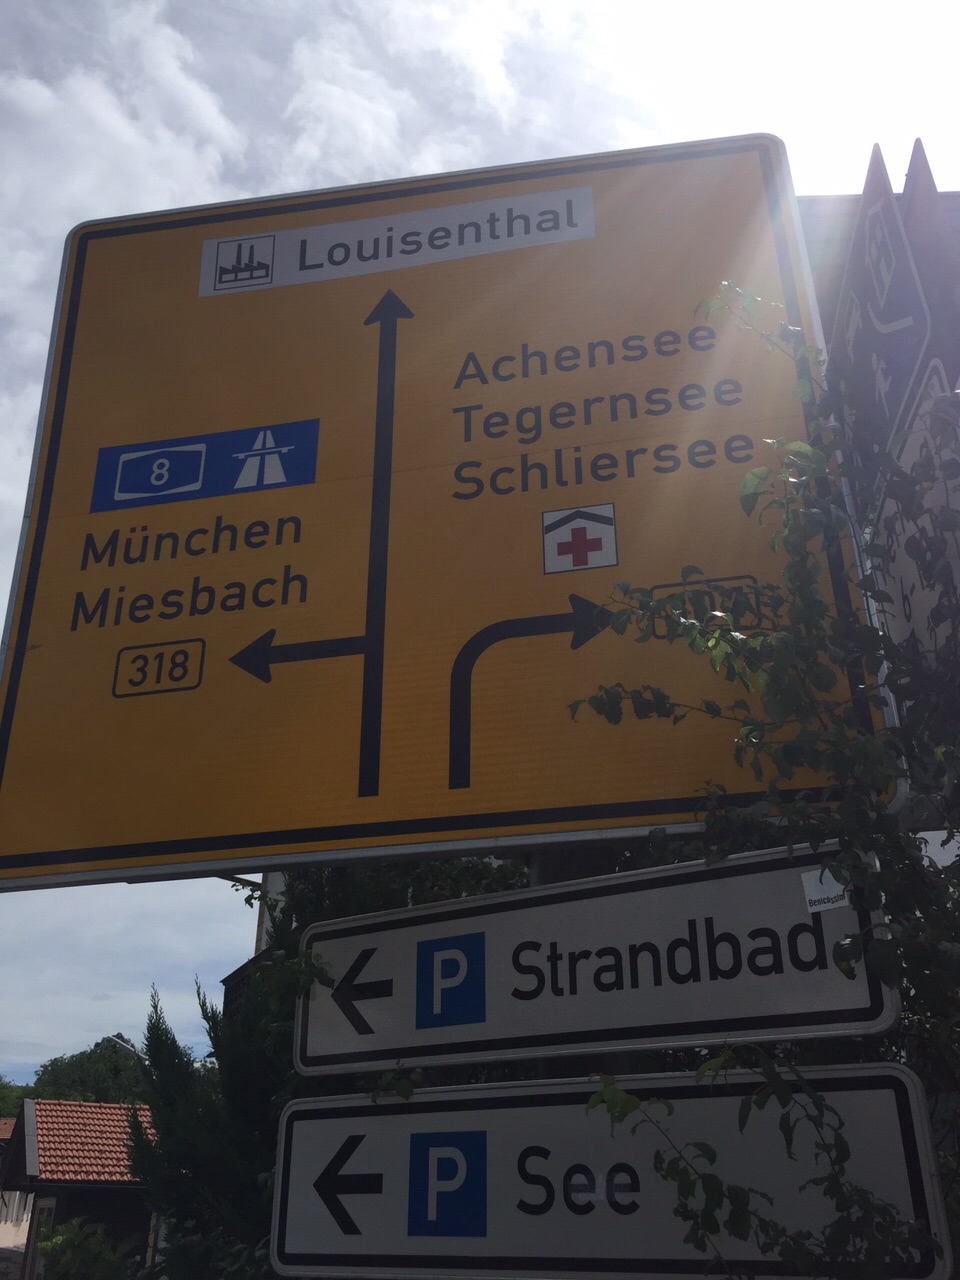 Louisenthal
Achensee
Tegernsee
Schliersee
8
München
Miesbach
318
P Strandbad
P See